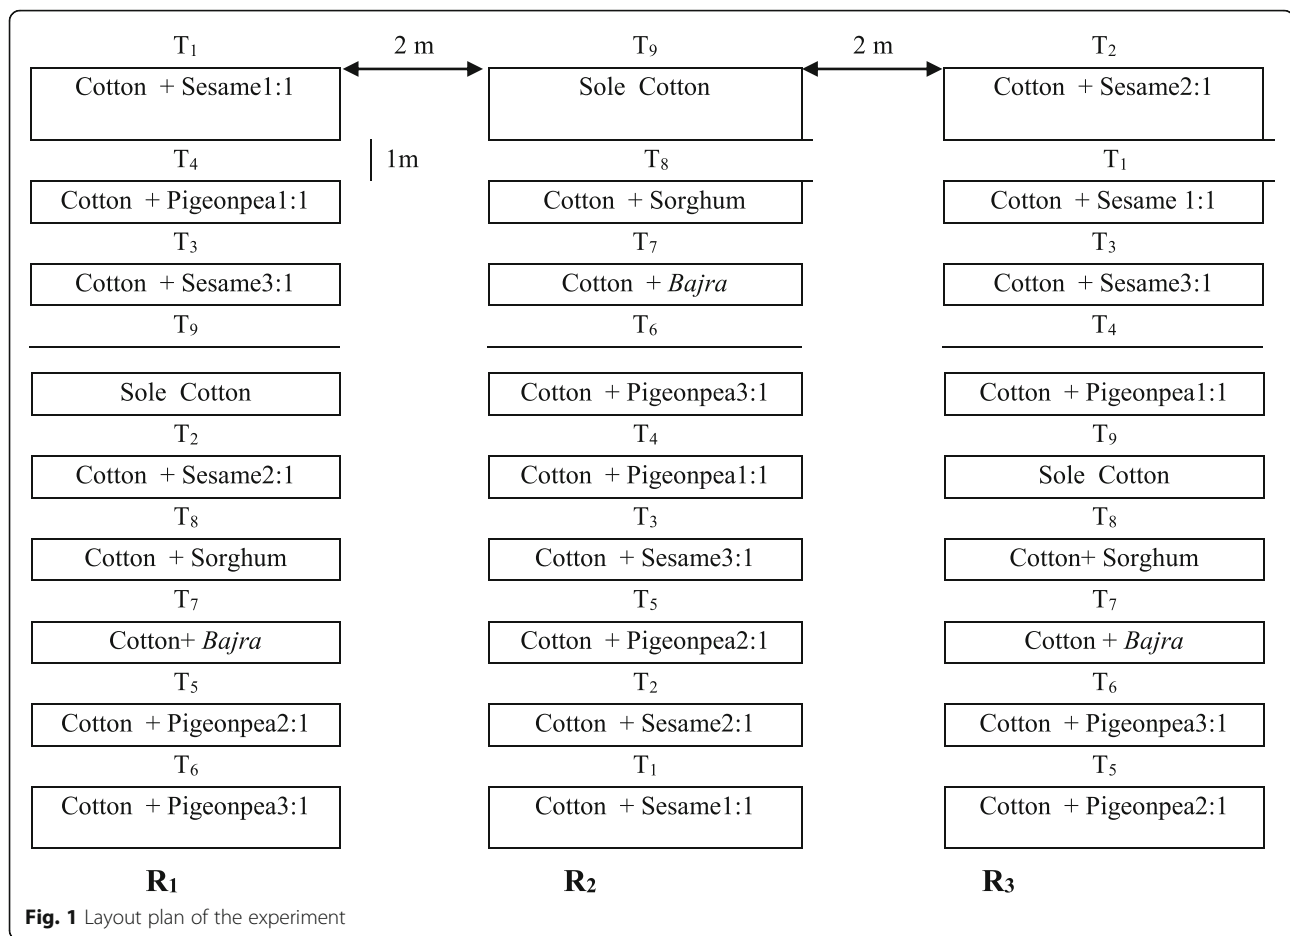 T₁ 2 m T₉ 2 m T₂
Cotton + Sesame1:1 Sole Cotton Cotton + Sesame2:1
T₄ 1m T₈ T₁
Cotton + Pigeonpea1:1 Cotton + Sorghum Cotton + Sesame 1:1
T₃ T₇ T₃
Cotton + Sesame3:1 Cotton + Bajra Cotton + Sesame3:1
T₉ T₆ T₄
Sole Cotton Cotton + Pigeonpea3:1 Cotton + Pigeonpea1:1
T₂ T₄ T₉
Cotton + Sesame2:1 Cotton + Pigeonpea1:1 Sole Cotton
T₈ T₃ T₈
Cotton + Sorghum Cotton + Sesame3:1 Cotton+ Sorghum
T₇ T₅ T₇
Cotton+ Bajra Cotton + Pigeonpea2:1 Cotton + Bajra
T₅ T₂ T₆
Cotton + Pigeonpea2:1 Cotton + Sesame2:1 Cotton + Pigeonpea3:1
T₆ T₁ T₅
Cotton + Pigeonpea3:1 Cotton + Sesame1:1 Cotton + Pigeonpea2:1
R₁ R₂ R₃
Fig. 1 Layout plan of the experiment